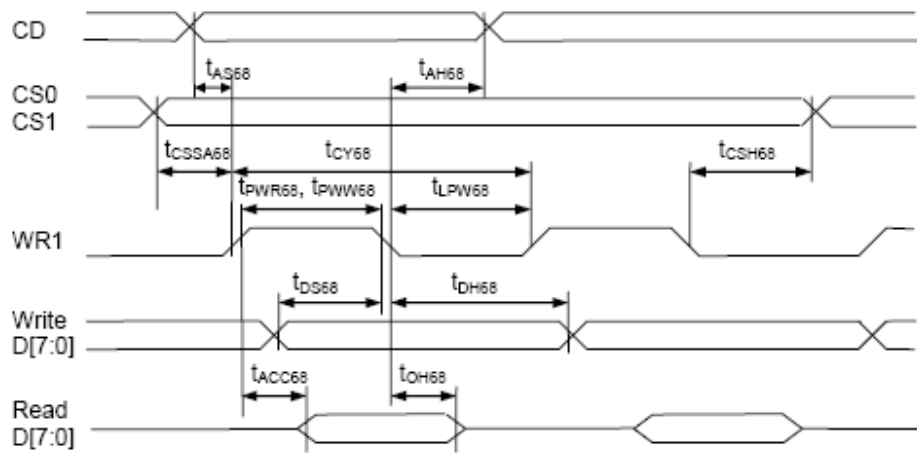 CD
tAS68 tAH68
CS0
CS1
tCSSA68 tCY68 tCSH68
tPWR68, tPWW68 tLPW68
WR1
tDS68 tDH68
Write
D[7:0]
tACC68 tOH68
Read
D[7:0]